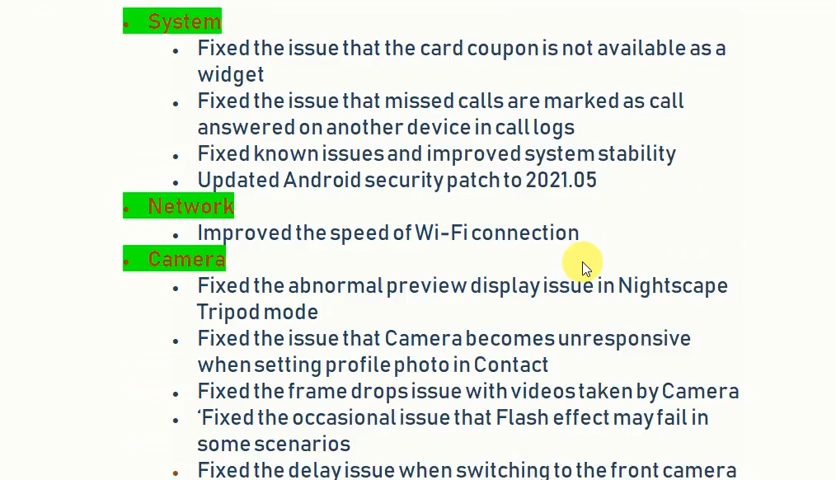 • System
• Fixed the issue that the card coupon is not available as a
widget
• Fixed the issue that missed calls are marked as call
answered on another device in call logs
• Fixed known issues and improved system stability
• Updated Android security patch to 2021.05
• Network
• Improved the speed of Wi-Fi connection
• Camera
• Fixed the abnormal preview display issue in Nightscape
Tripod mode
• Fixed the issue that Camera becomes unresponsive
when setting profile photo in Contact
• Fixed the frame drops issue with videos taken by Camera
• ‘Fixed the occasional issue that Flash effect may fail in
some scenarios
• Fixed the delay issue when switching to the front camera